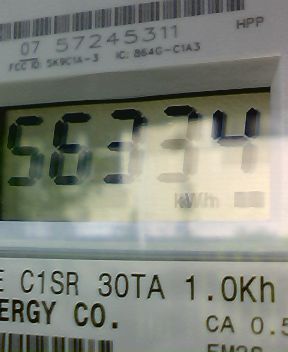 HPP
07 57245311
FCC ID: SK9C1A-3 IC: 864G-C1A3
56334
kWh
E C1SR 30TA 1.0Kh
ERGY CO.
CA 0.5